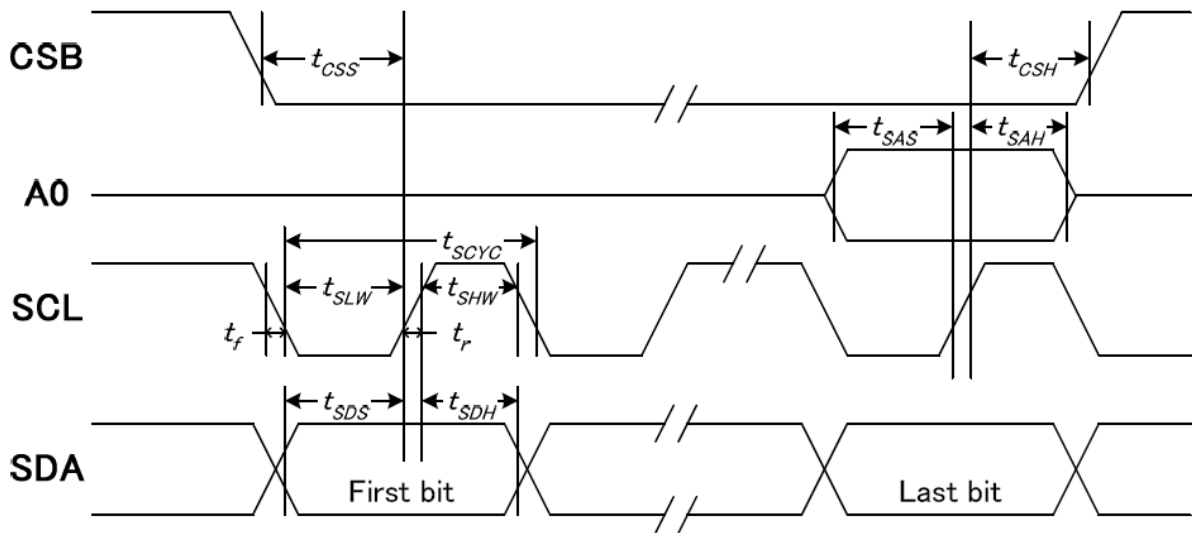 CSB
tCSS
tCSH
A0
tSAS
tSAH
SCL
tSCYC
tSLW
tSHW
tf
tr
SDA
tSDS
tSDH
First bit
Last bit